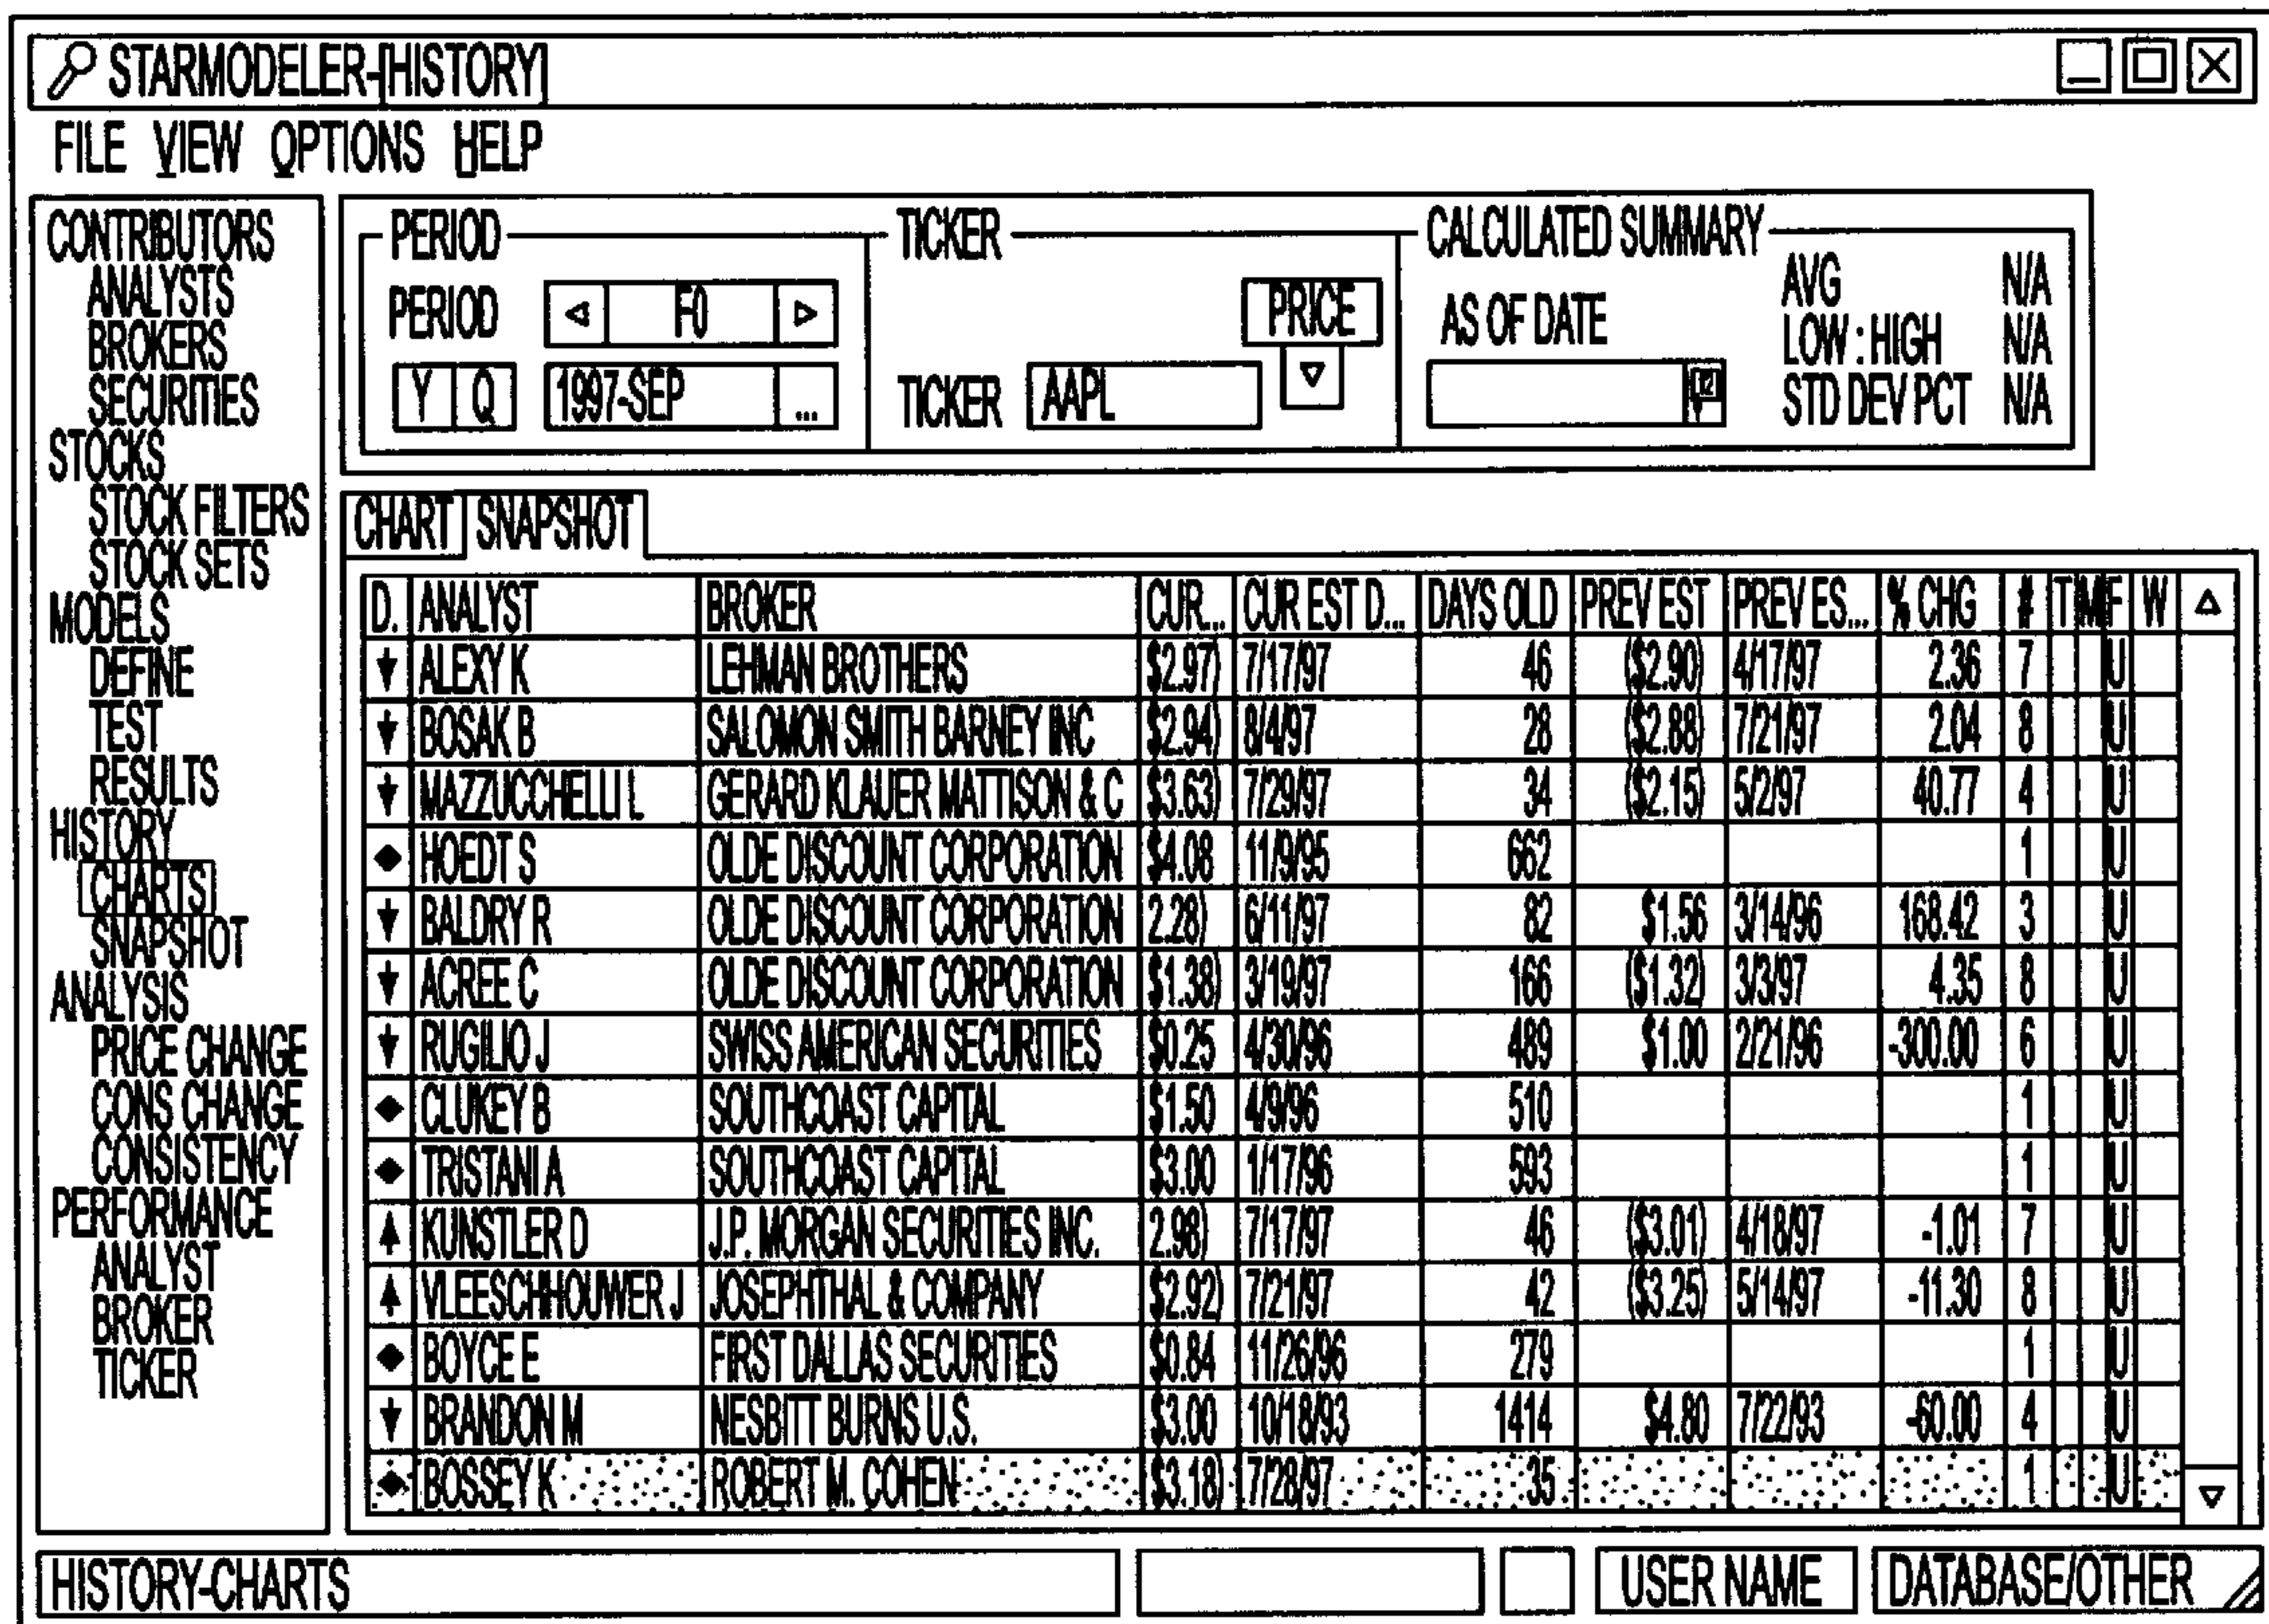 STARMODELER-[HISTORY]
FILE VIEW OPTIONS HELP
CONTRIBUTORS
ANALYSTS
BROKERS
SECURITIES
STOCKS
STOCK FILTERS
STOCK SETS
MODELS
DEFINE
TEST
RESULTS
HISTORY
CHARTS
SNAPSHOT
ANALYSIS
PRICE CHANGE
CONS CHANGE
CONSISTENCY
PERFORMANCE
ANALYST
BROKER
TICKER
PERIOD
PERIOD F0
Y Q 1997-SEP ...
TICKER
PRICE
TICKER AAPL
CALCULATED SUMMARY
AS OF DATE
AVG N/A
LOW : HIGH N/A
STD DEV PCT N/A
CHART SNAPSHOT
D. ANALYST BROKER CUR... CUR EST D... DAYS OLD PREV EST PREV ES... % CHG # T M F W
ALEXY K LEHMAN BROTHERS $2.97) 7/17/97 46 ($2.90) 4/17/97 2.36 7 U
BOSAK B SALOMON SMITH BARNEY INC $2.94) 8/4/97 28 ($2.88) 7/21/97 2.04 8 U
MAZZUCCHELLI L GERARD KLAUER MATTISON & C $3.63) 7/29/97 34 ($2.15) 5/2/97 40.77 4 U
HOEDT S OLDE DISCOUNT CORPORATION $4.08 11/9/95 662 1 U
BALDRY R OLDE DISCOUNT CORPORATION 2.28) 6/11/97 82 $1.56 3/14/96 168.42 3 U
ACREE C OLDE DISCOUNT CORPORATION $1.38) 3/19/97 166 ($1.32) 3/3/97 4.35 8 U
RUGILIO J SWISS AMERICAN SECURITIES $0.25 4/30/96 489 $1.00 2/21/96 -300.00 6 U
CLUKEY B SOUTHCOAST CAPITAL $1.50 4/9/96 510 1 U
TRISTANI A SOUTHCOAST CAPITAL $3.00 1/17/96 593 1 U
KUNSTLER D J.P. MORGAN SECURITIES INC. 2.98) 7/17/97 46 ($3.01) 4/18/97 -1.01 7 U
VLEESCHHOUWER J JOSEPHTHAL & COMPANY $2.92) 7/21/97 42 ($3.25) 5/14/97 -11.30 8 U
BOYCE E FIRST DALLAS SECURITIES $0.84 11/26/96 279 1 U
BRANDON M NESBITT BURNS U.S. $3.00 10/18/93 1414 $4.80 7/22/93 -60.00 4 U
BOSSEY K ROBERT M. COHEN $3.18) 7/28/97 35 1 U
HISTORY-CHARTS USER NAME DATABASE/OTHER